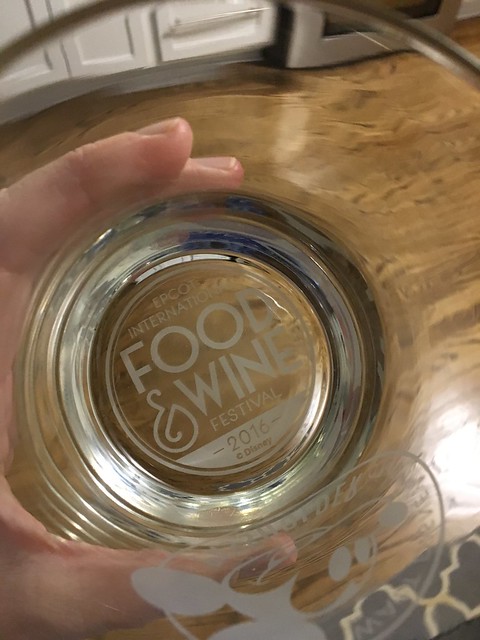 EPCOT
INTERNATIONAL
FOOD
& WINE
FESTIVAL
- 2016 -
© Disney